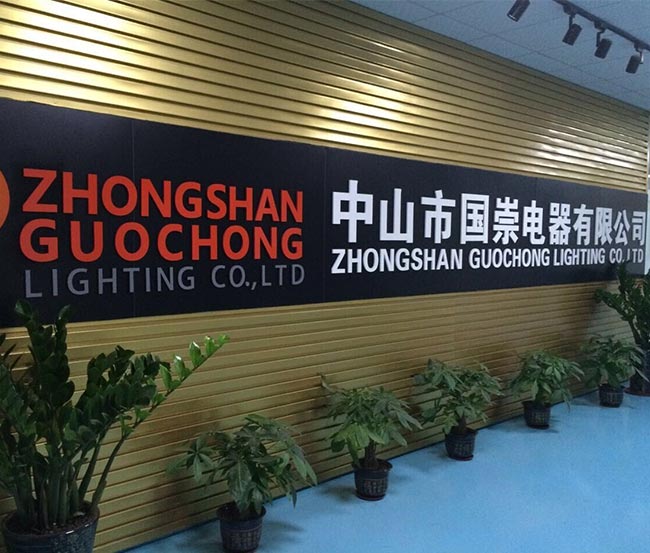 ZHONGSHAN
GUOCHONG
LIGHTING CO.,LTD
中山市国崇电器有限公司
ZHONGSHAN GUOCHONG LIGHTING CO.,LTD